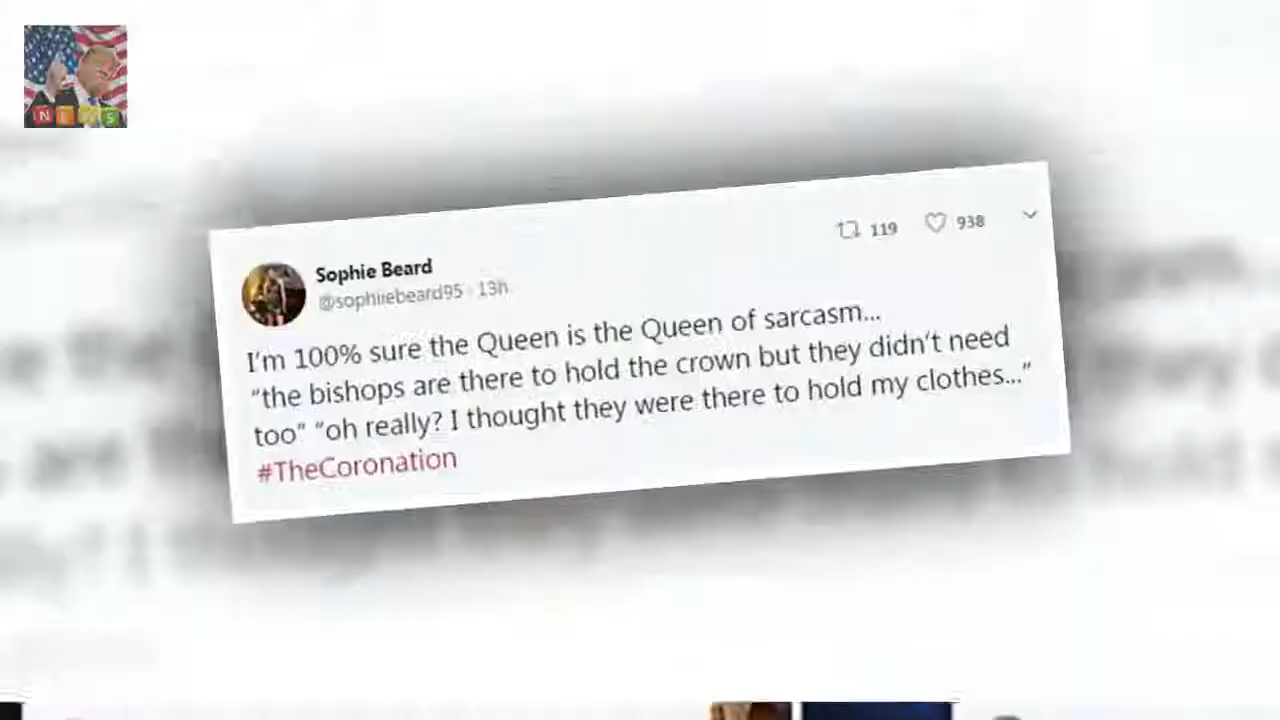 NEWS
119 938
Sophie Beard
@sophiiebeard95 · 13h
I'm 100% sure the Queen is the Queen of sarcasm...
"the bishops are there to hold the crown but they didn't need
too" "oh really? I thought they were there to hold my clothes..."
#TheCoronation